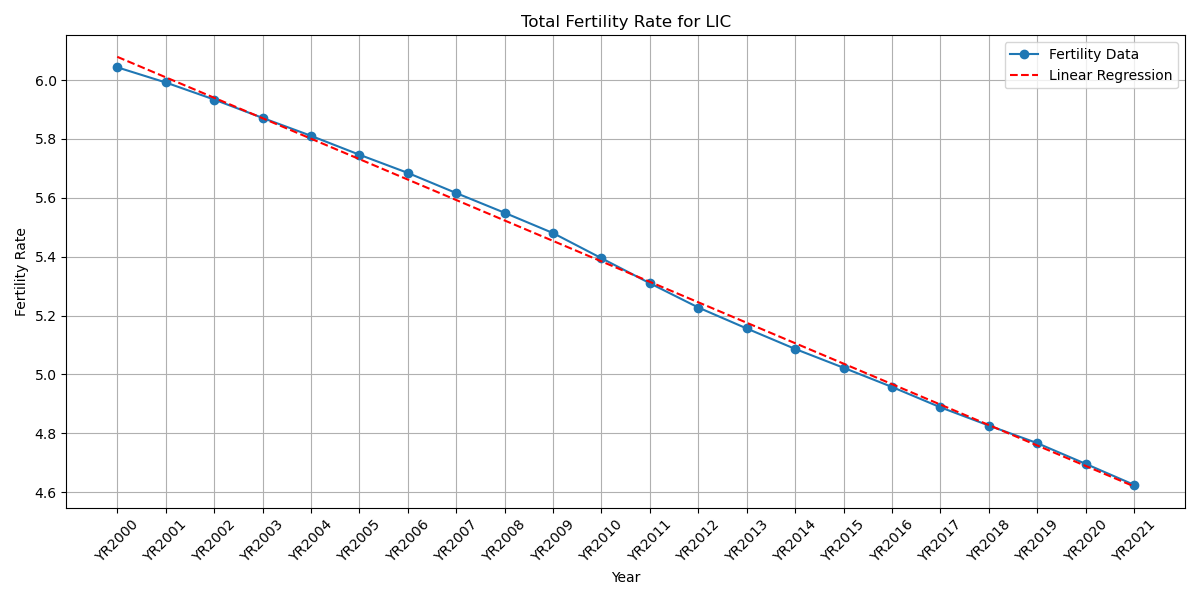 Total Fertility Rate for LIC
Fertility Data
Linear Regression
6.0
5.8
5.6
5.4
5.2
5.0
4.8
4.6
Fertility Rate
YR2000
YR2001
YR2002
YR2003
YR2004
YR2005
YR2006
YR2007
YR2008
YR2009
YR2010
YR2011
YR2012
YR2013
YR2014
YR2015
YR2016
YR2017
YR2018
YR2019
YR2020
YR2021
Year